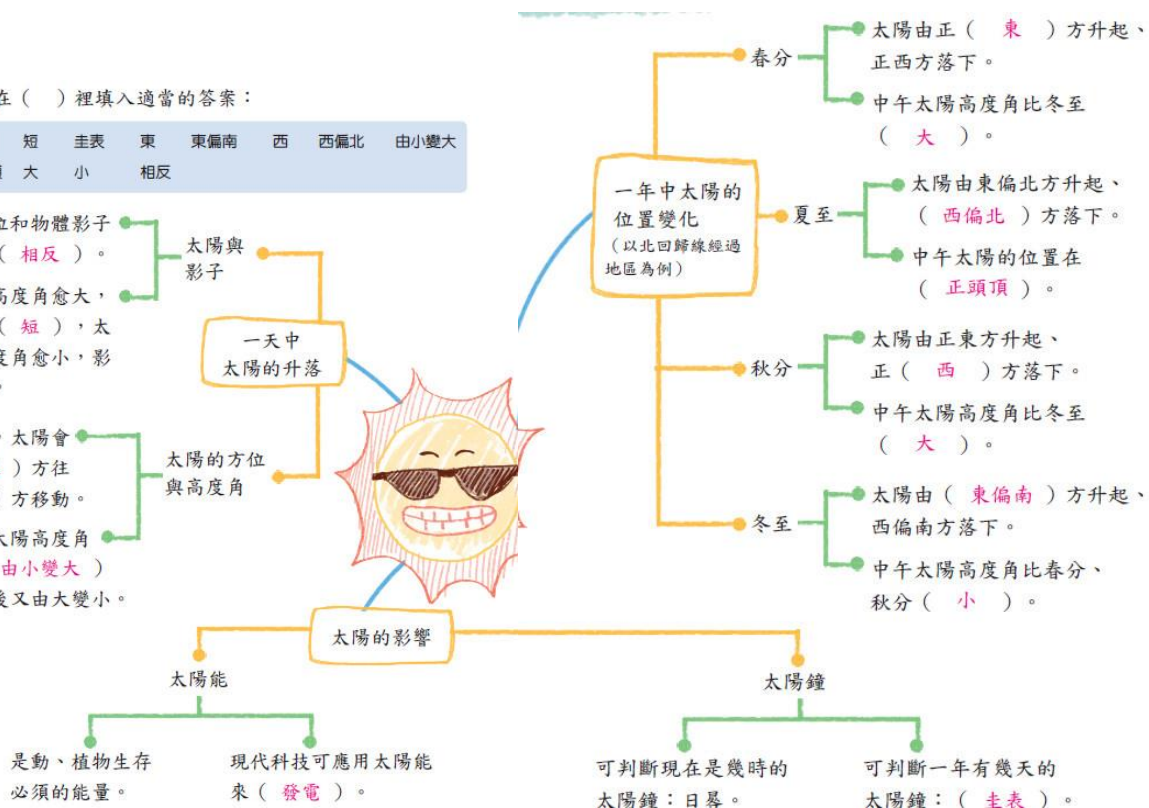 在（　）裡填入適當的答案：
短　圭表　東　東偏南　西　西偏北　由小變大
大　小　相反
位和物體影子
（ 相反 ）。
太陽與
影子
高度角愈大，
（ 短 ），太
度角愈小，影
一天中
太陽的升落
，太陽會
）方往
方移動。
太陽的方位
與高度角
太陽高度角
由小變大 ）
後又由大變小。
一年中太陽的
位置變化
（以北回歸線經過
地區為例）
春分
太陽由正（ 東 ）方升起、
正西方落下。
中午太陽高度角比冬至
（ 大 ）。
夏至
太陽由東偏北方升起、
（ 西偏北 ）方落下。
中午太陽的位置在
（ 正頭頂 ）。
秋分
太陽由正東方升起、
正（ 西 ）方落下。
中午太陽高度角比冬至
（ 大 ）。
冬至
太陽由（ 東偏南 ）方升起、
西偏南方落下。
中午太陽高度角比春分、
秋分（ 小 ）。
太陽的影響
太陽能
是動、植物生存
必須的能量。
現代科技可應用太陽能
來（ 發電 ）。
太陽鐘
可判斷現在是幾時的
太陽鐘：日晷。
可判斷一年有幾天的
太陽鐘：（ 圭表 ）。